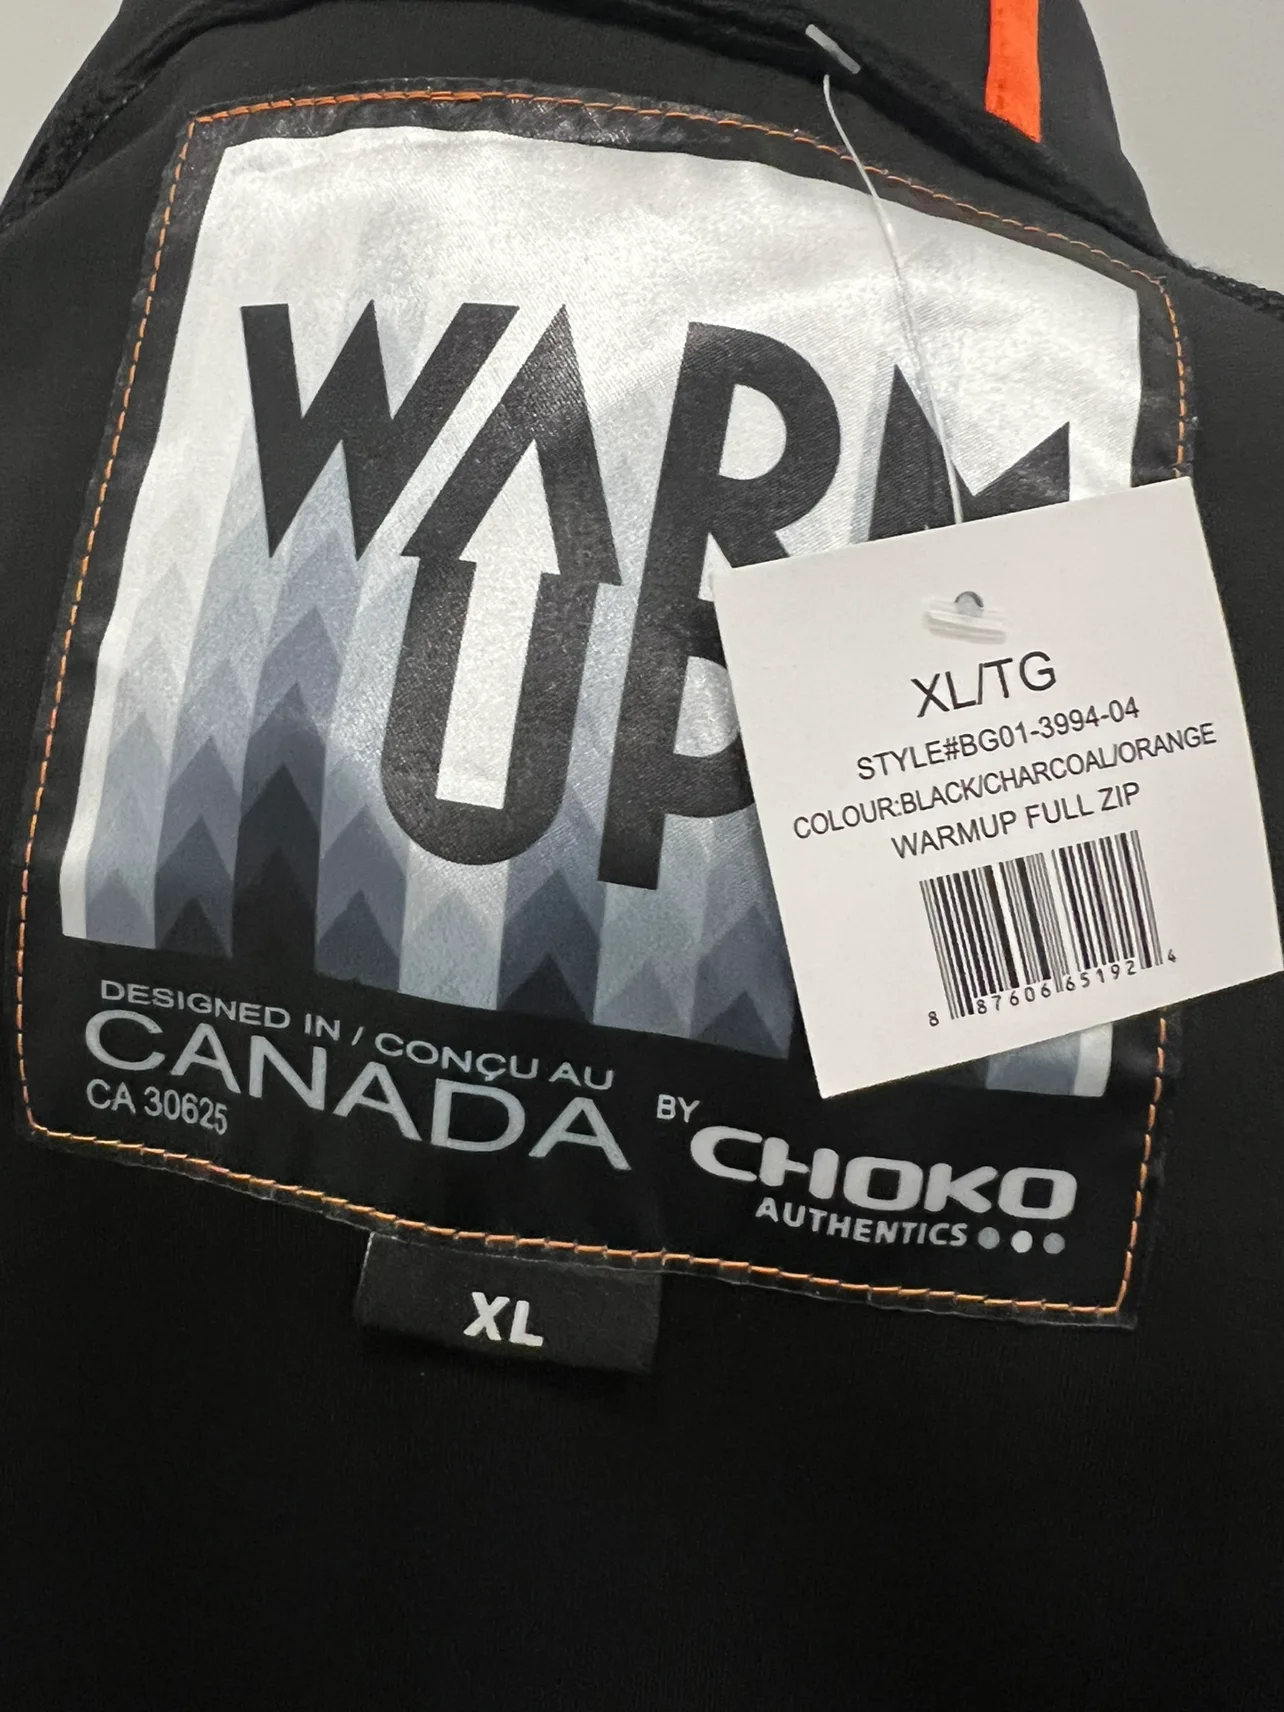 WARM
UP
XL/TG
STYLE#BG01-3994-04
COLOUR:BLACK/CHARCOAL/ORANGE
WARMUP FULL ZIP
8 87606 65192 4
DESIGNED IN / CONÇU AU
CANADA
CA 30625
BY
CHOKO
AUTHENTICS
XL